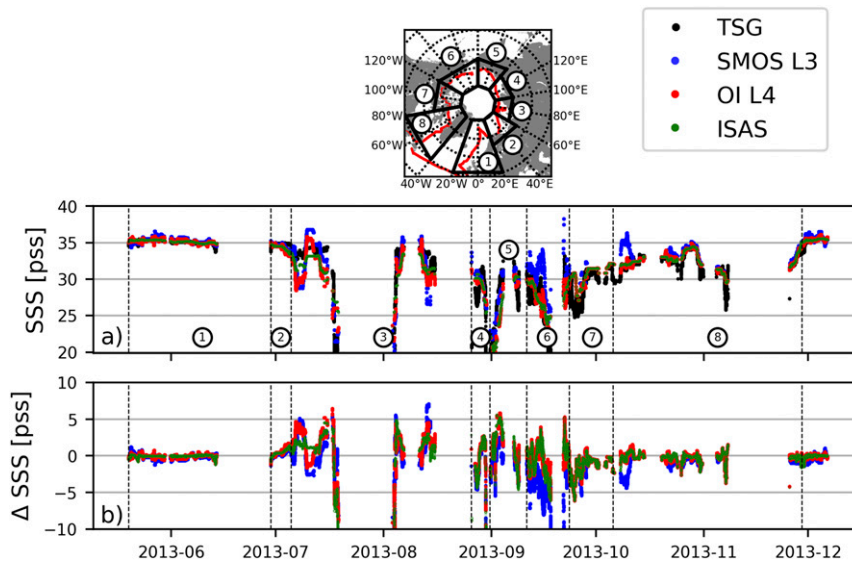 TSG
SMOS L3
OI L4
ISAS
6 5
120°W 120°E
4
100°W 7 100°E
3
80°W 8 80°E
60°W 2 60°E
1
40°W 20°W 0° 20°E 40°E
SSS [pss]
40
35
30
25
20
a)
1 2 3 4 5 6 7 8
Δ SSS [pss]
10
5
0
−5
−10
b)
2013-06 2013-07 2013-08 2013-09 2013-10 2013-11 2013-12